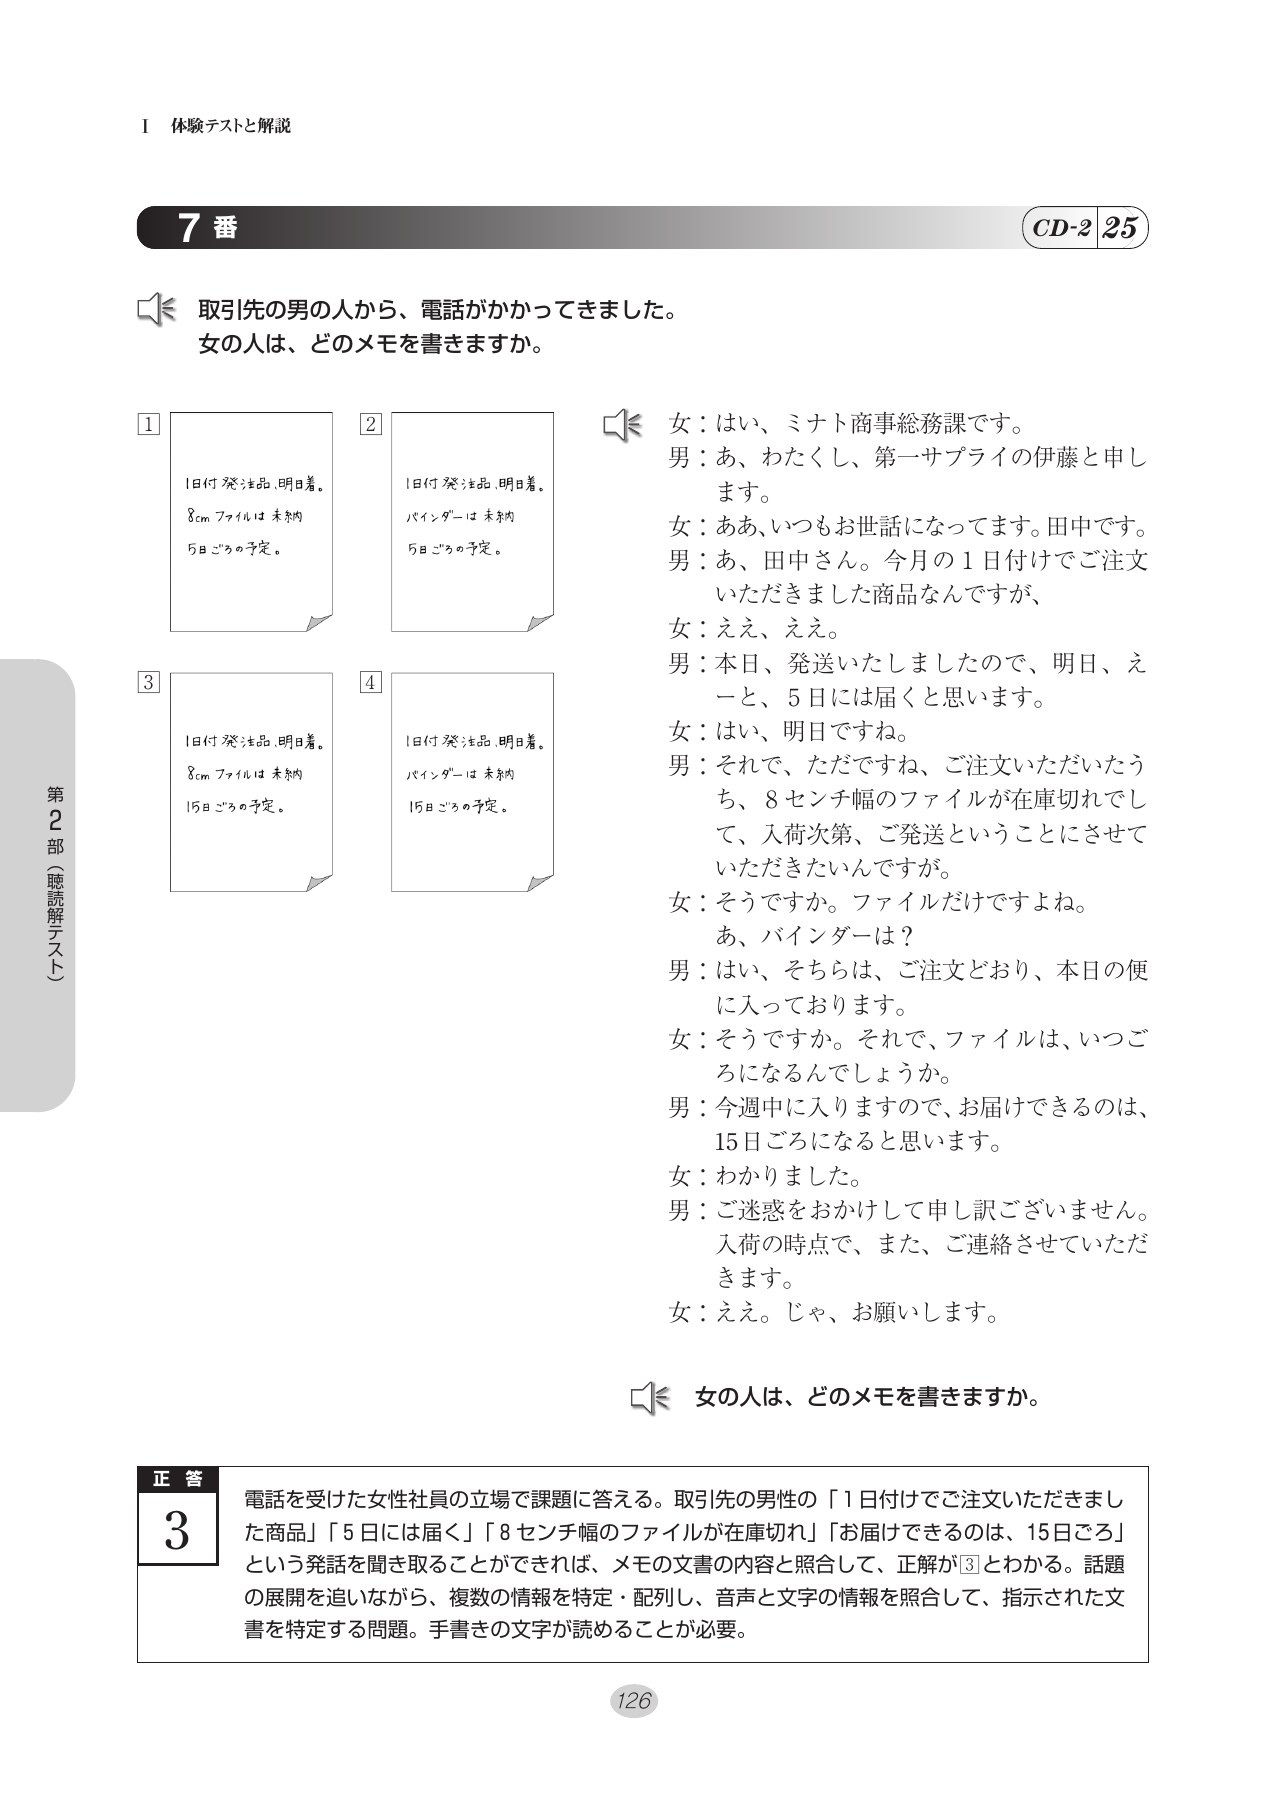 Ⅰ　体験テストと解説
7 番
CD-2 25
取引先の男の人から、電話がかかってきました。
女の人は、どのメモを書きますか。
1
1日付発注品、明日着。
8cmファイルは未納
5日ごろの予定。
2
1日付発注品、明日着。
バインダーは未納
5日ごろの予定。
3
1日付発注品、明日着。
8cmファイルは未納
15日ごろの予定。
4
1日付発注品、明日着。
バインダーは未納
15日ごろの予定。
女：はい、ミナト商事総務課です。
男：あ、わたくし、第一サプライの伊藤と申し
ます。
女：ああ、いつもお世話になってます。田中です。
男：あ、田中さん。今月の1日付けでご注文
いただきました商品なんですが、
女：ええ、ええ。
男：本日、発送いたしましたので、明日、え
ーと、5日には届くと思います。
女：はい、明日ですね。
男：それで、ただですね、ご注文いただいたう
ち、8センチ幅のファイルが在庫切れでし
て、入荷次第、ご発送ということにさせて
いただきたいんですが。
女：そうですか。ファイルだけですよね。
あ、バインダーは？
男：はい、そちらは、ご注文どおり、本日の便
に入っております。
女：そうですか。それで、ファイルは、いつご
ろになるんでしょうか。
男：今週中に入りますので、お届けできるのは、
15日ごろになると思います。
女：わかりました。
男：ご迷惑をおかけして申し訳ございません。
入荷の時点で、また、ご連絡させていただ
きます。
女：ええ。じゃ、お願いします。
女の人は、どのメモを書きますか。
第2部（聴読解テスト）
正 答
3
電話を受けた女性社員の立場で課題に答える。取引先の男性の「1日付けでご注文いただきまし
た商品」「5日には届く」「8センチ幅のファイルが在庫切れ」「お届けできるのは、15日ごろ」
という発話を聞き取ることができれば、メモの文書の内容と照合して、正解が3とわかる。話題
の展開を追いながら、複数の情報を特定・配列し、音声と文字の情報を照合して、指示された文
書を特定する問題。手書きの文字が読めることが必要。
126